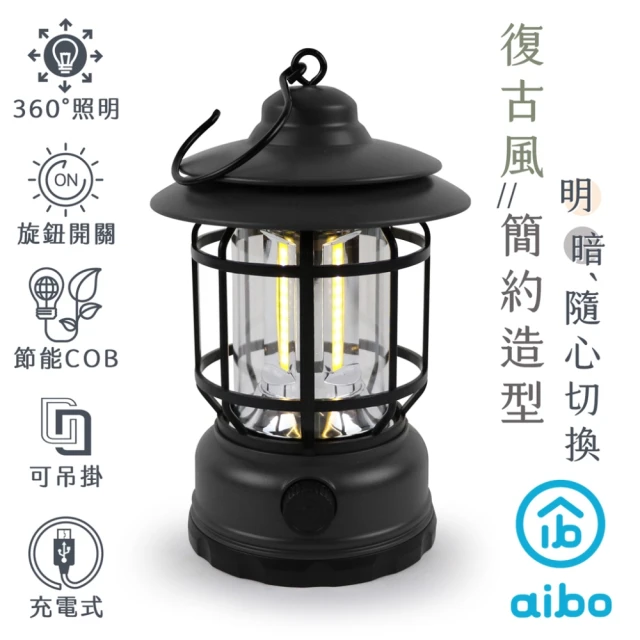 360°照明
ON
旋鈕開關
節能COB
可吊掛
充電式
復古風//簡約造型
明暗、隨心切換
aibo